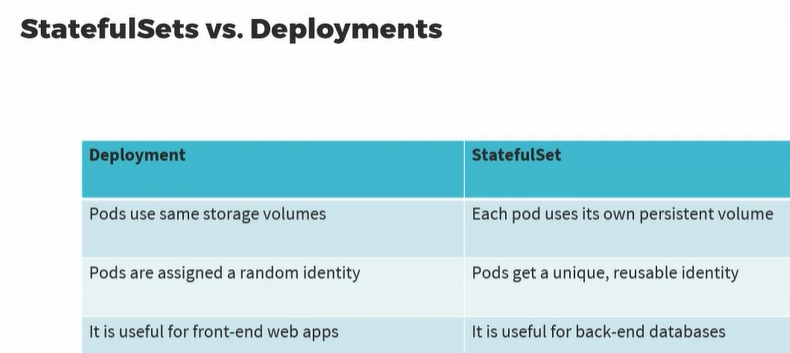 StatefulSets vs. Deployments
Deployment
StatefulSet
Pods use same storage volumes
Each pod uses its own persistent volume
Pods are assigned a random identity
Pods get a unique, reusable identity
It is useful for front-end web apps
It is useful for back-end databases